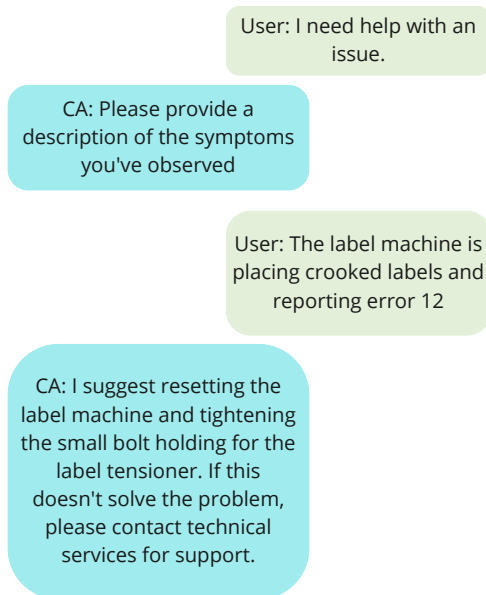 User: I need help with an
issue.
CA: Please provide a
description of the symptoms
you've observed
User: The label machine is
placing crooked labels and
reporting error 12
CA: I suggest resetting the
label machine and tightening
the small bolt holding for the
label tensioner. If this
doesn't solve the problem,
please contact technical
services for support.